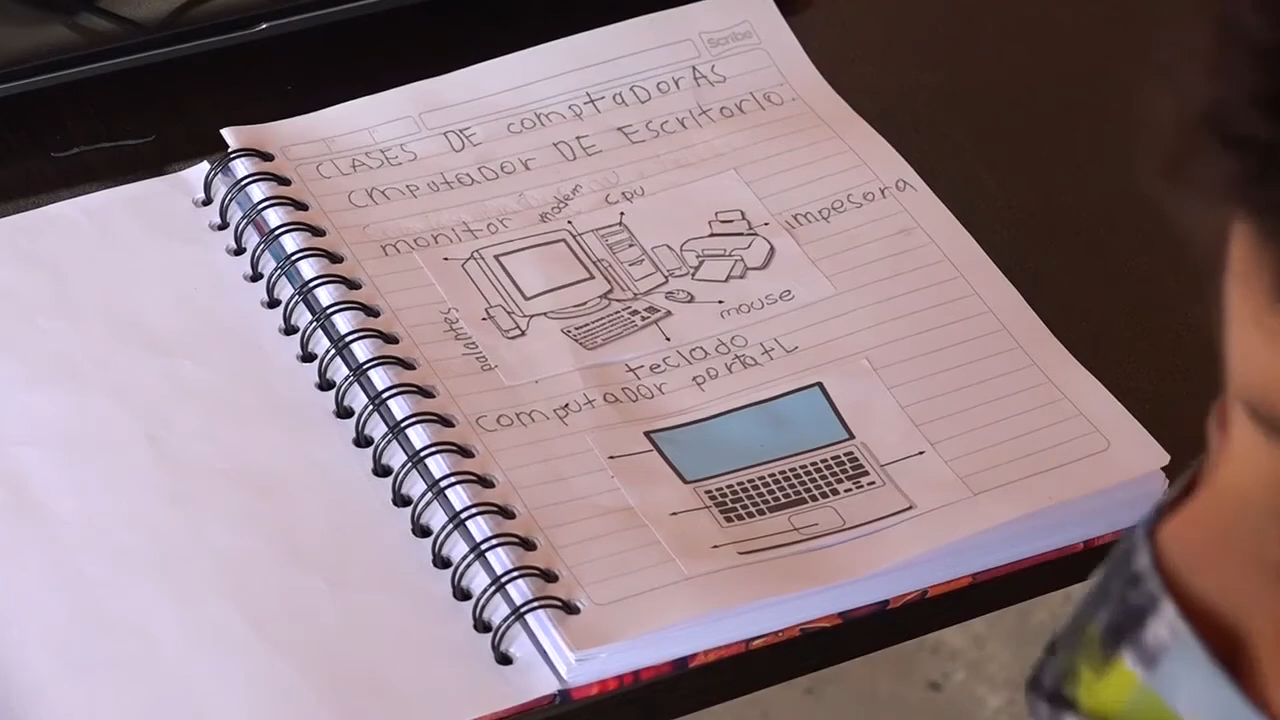 Scribe
CLASES DE comptadorAs
cmputador DE Escritorio.
monitor
modem
cpu
impesora
palantes
mouse
teclado
computador portatL